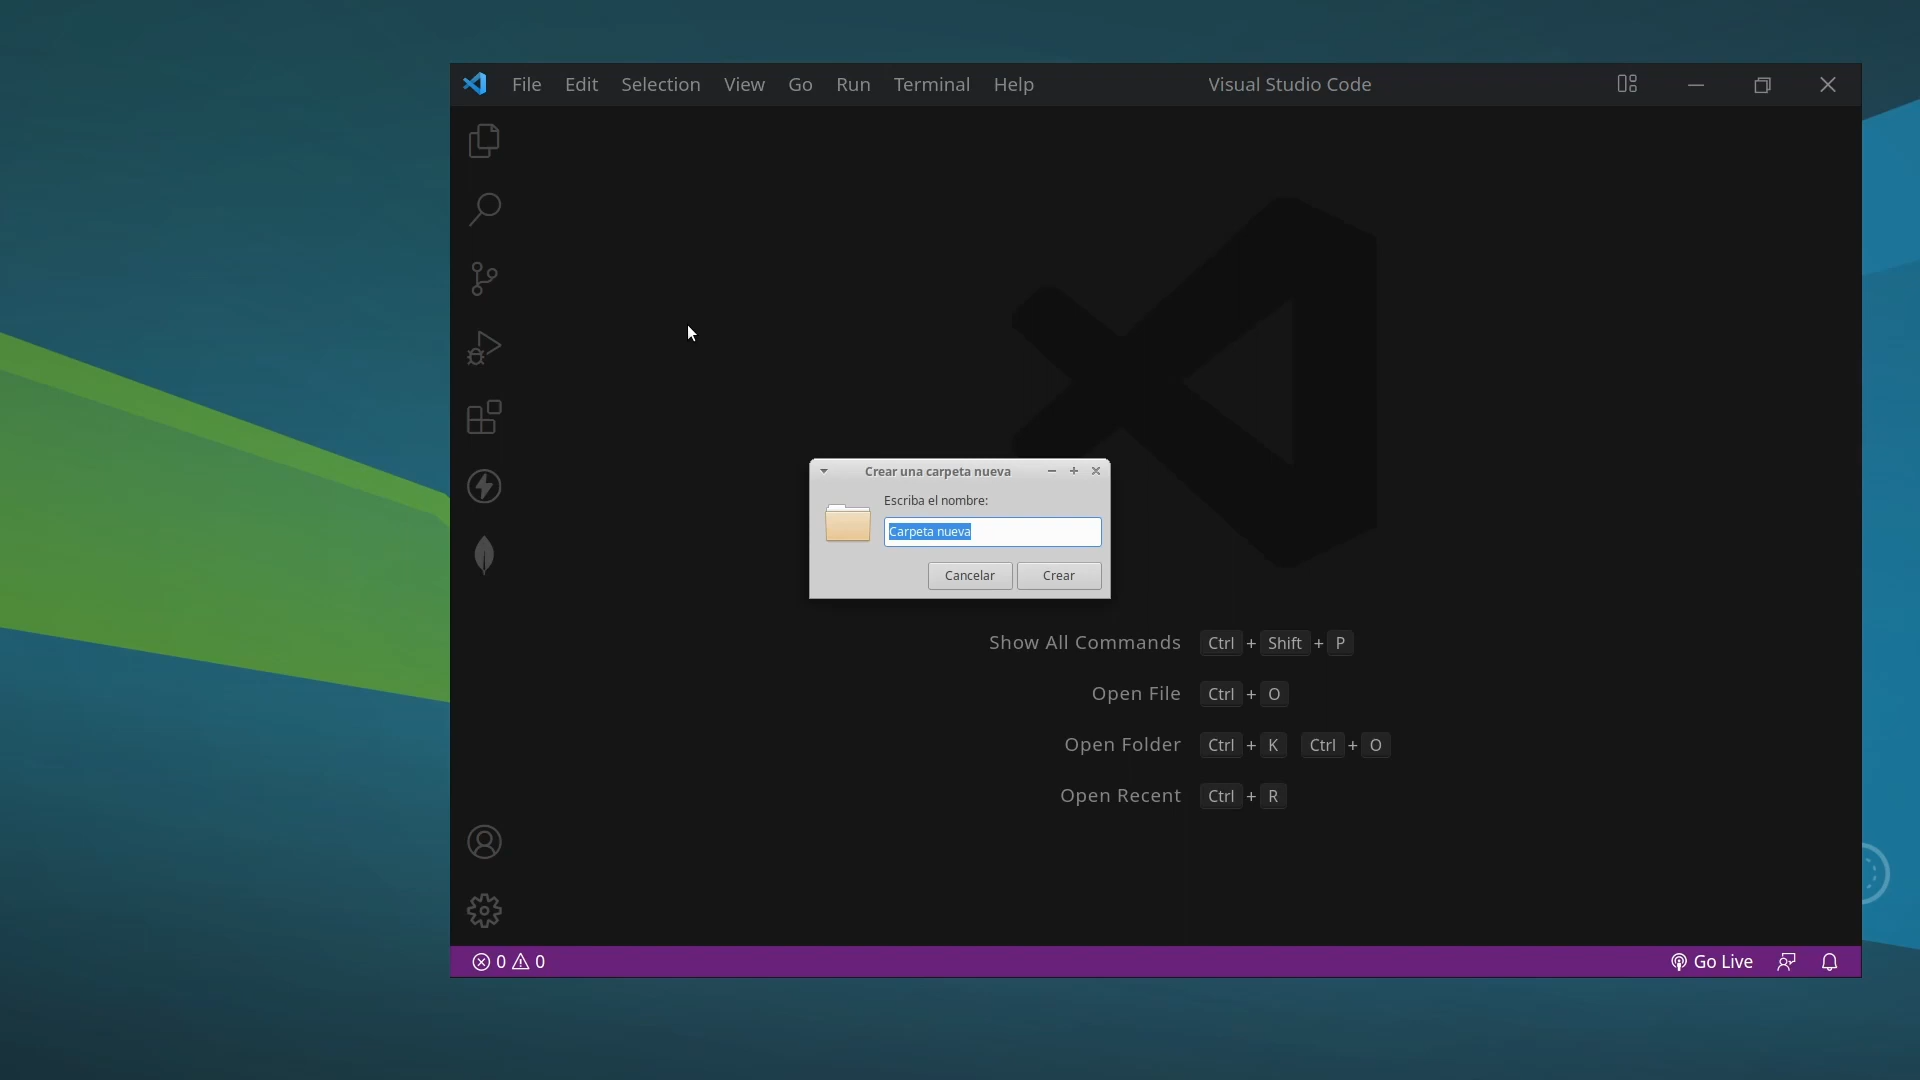 File Edit Selection View Go Run Terminal Help Visual Studio Code
Crear una carpeta nueva
Escriba el nombre:
Carpeta nueva
Cancelar Crear
Show All Commands Ctrl + Shift + P
Open File Ctrl + O
Open Folder Ctrl + K Ctrl + O
Open Recent Ctrl + R
0 0 Go Live